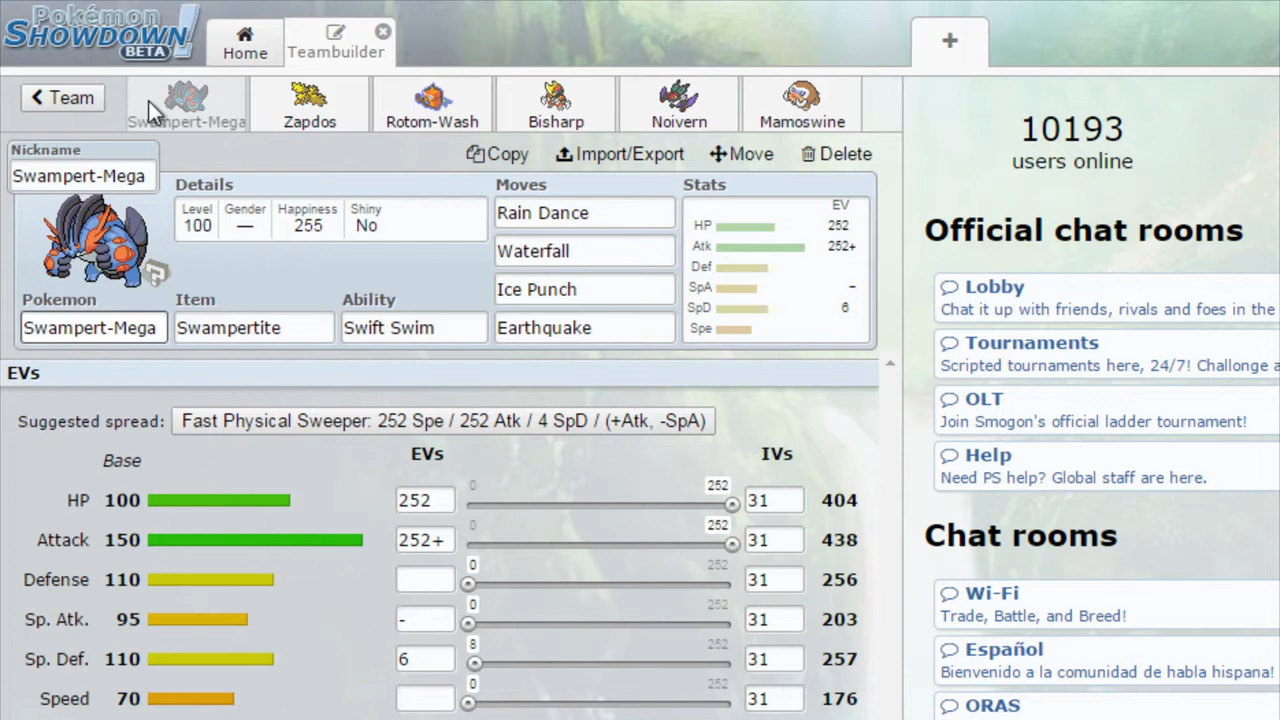 Pokémon
SHOWDOWN!
BETA
Home
Teambuilder
+
Team
Swampert-Mega
Zapdos
Rotom-Wash
Bisharp
Noivern
Mamoswine
Copy
Import/Export
Move
Delete
Nickname
Swampert-Mega
Details
Level
Gender
Happiness
Shiny
100
—
255
No
Pokemon
Swampert-Mega
Item
Swampertite
Ability
Swift Swim
Moves
Rain Dance
Waterfall
Ice Punch
Earthquake
Stats
EV
HP 252
Atk 252+
Def
SpA -
SpD 6
Spe
EVs
Suggested spread: Fast Physical Sweeper: 252 Spe / 252 Atk / 4 SpD / (+Atk, -SpA)
Base EVs IVs
HP 100 252 0 252 31 404
Attack 150 252+ 0 252 31 438
Defense 110 0 252 31 256
Sp. Atk. 95 - 0 252 31 203
Sp. Def. 110 6 8 252 31 257
Speed 70 0 252 31 176
10193
users online
Official chat rooms
Lobby
Chat it up with friends, rivals and foes in the
Tournaments
Scripted tournaments here, 24/7! Challonge a
OLT
Join Smogon's official ladder tournament!
Help
Need PS help? Global staff are here.
Chat rooms
Wi-Fi
Trade, Battle, and Breed!
Español
Bienvenido a la comunidad de habla hispana!
ORAS